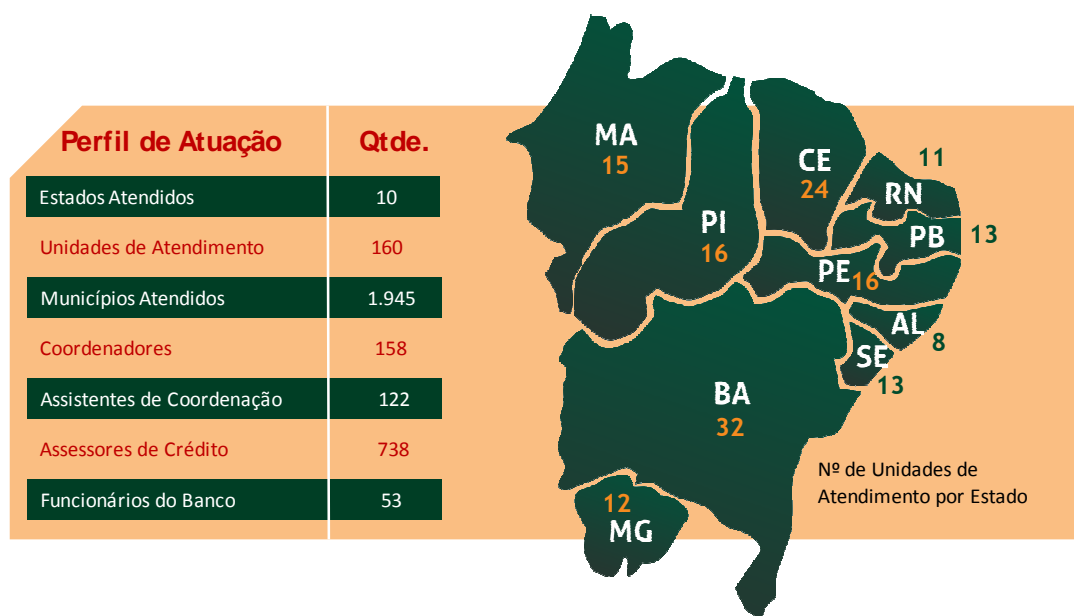 Perfil de Atuação Qtde.
Estados Atendidos 10
Unidades de Atendimento 160
Municípios Atendidos 1.945
Coordenadores 158
Assistentes de Coordenação 122
Assessores de Crédito 738
Funcionários do Banco 53
MA
15
PI
16
CE
24
11
RN
PB 13
PE 16
AL
8
SE
13
BA
32
12
MG
Nº de Unidades de
Atendimento por Estado